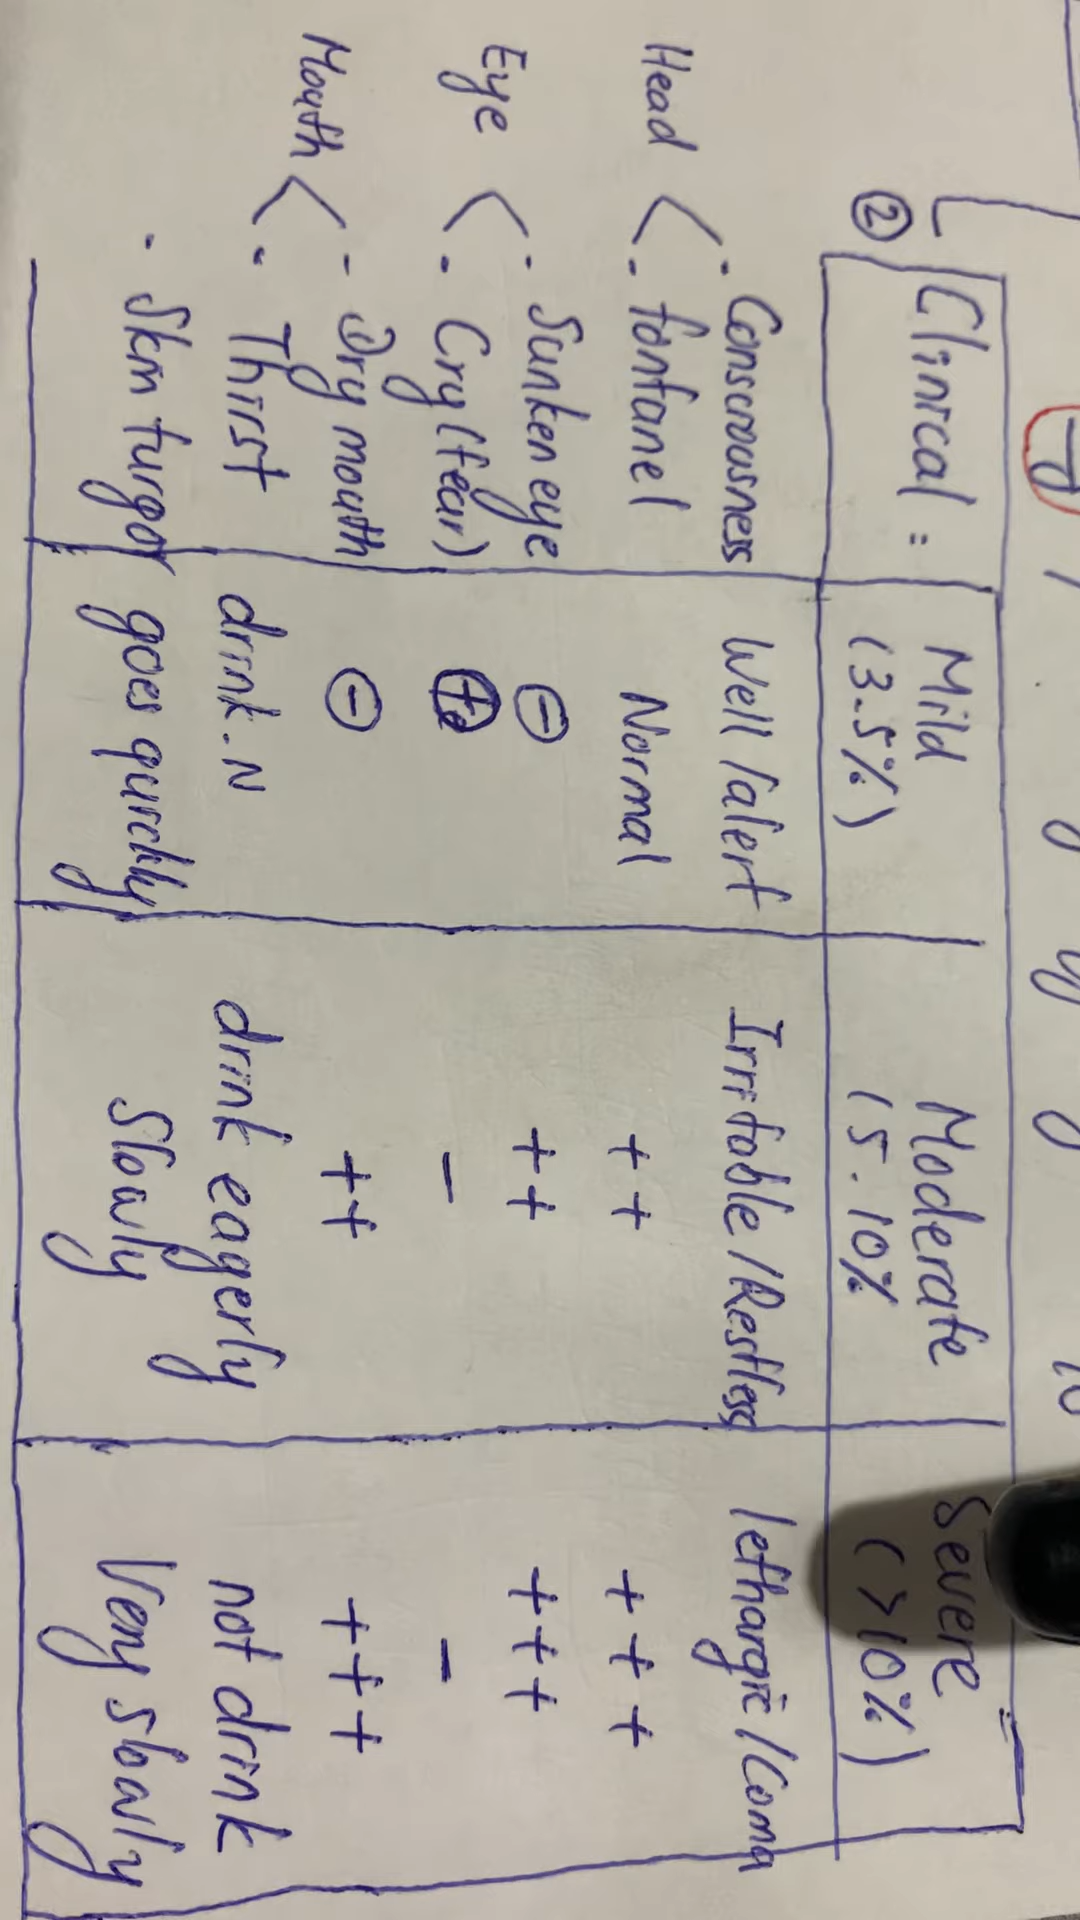 ② Clinical : Mild Moderate Severe
(3-5%) (5-10% (>10%)
Head < · Consciousness Well /alert Irritable/Restless lethargic/Coma
· fontanel Normal ++ +++
Eye < · Sunken eye ⊖ ++ +++
· Cry (tear) ⊕ - -
Mouth < - Dry mouth ⊖ ++ +++
· Thirst drink-N drink eagerly not drink
· Skin turgor goes quickly Slowly Very slowly